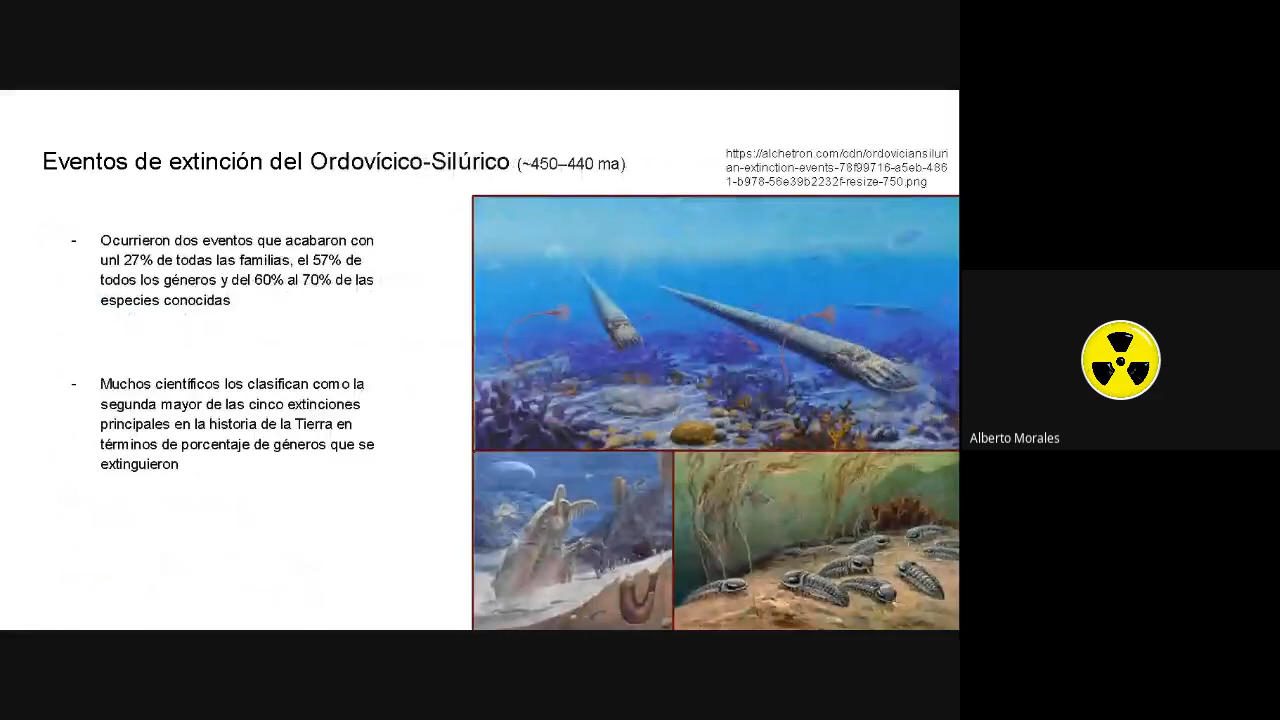 Eventos de extinción del Ordovícico-Silúrico (~450–440 ma)
https://alchetron.com/cdn/ordoviciansiluri
an-extinction-events-78f99716-a5eb-486
1-b978-56e39b2232f-resize-750.png
- Ocurrieron dos eventos que acabaron con
unl 27% de todas las familias, el 57% de
todos los géneros y del 60% al 70% de las
especies conocidas
- Muchos científicos los clasifican como la
segunda mayor de las cinco extinciones
principales en la historia de la Tierra en
términos de porcentaje de géneros que se
extinguieron
Alberto Morales